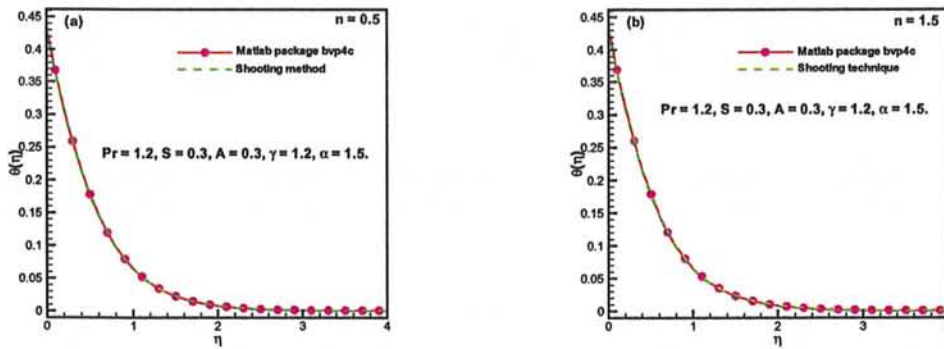 (a)
n = 0.5
Matlab package bvp4c
Shooting method
Pr = 1.2, S = 0.3, A = 0.3, γ = 1.2, α = 1.5.
θ(η)
0.45
0.4
0.35
0.3
0.25
0.2
0.15
0.1
0.05
0
0 1 2 3 4
η
(b)
n = 1.5
Matlab package bvp4c
Shooting technique
Pr = 1.2, S = 0.3, A = 0.3, γ = 1.2, α = 1.5.
θ(η)
0.45
0.4
0.35
0.3
0.25
0.2
0.15
0.1
0.05
0
0 1 2 3
η